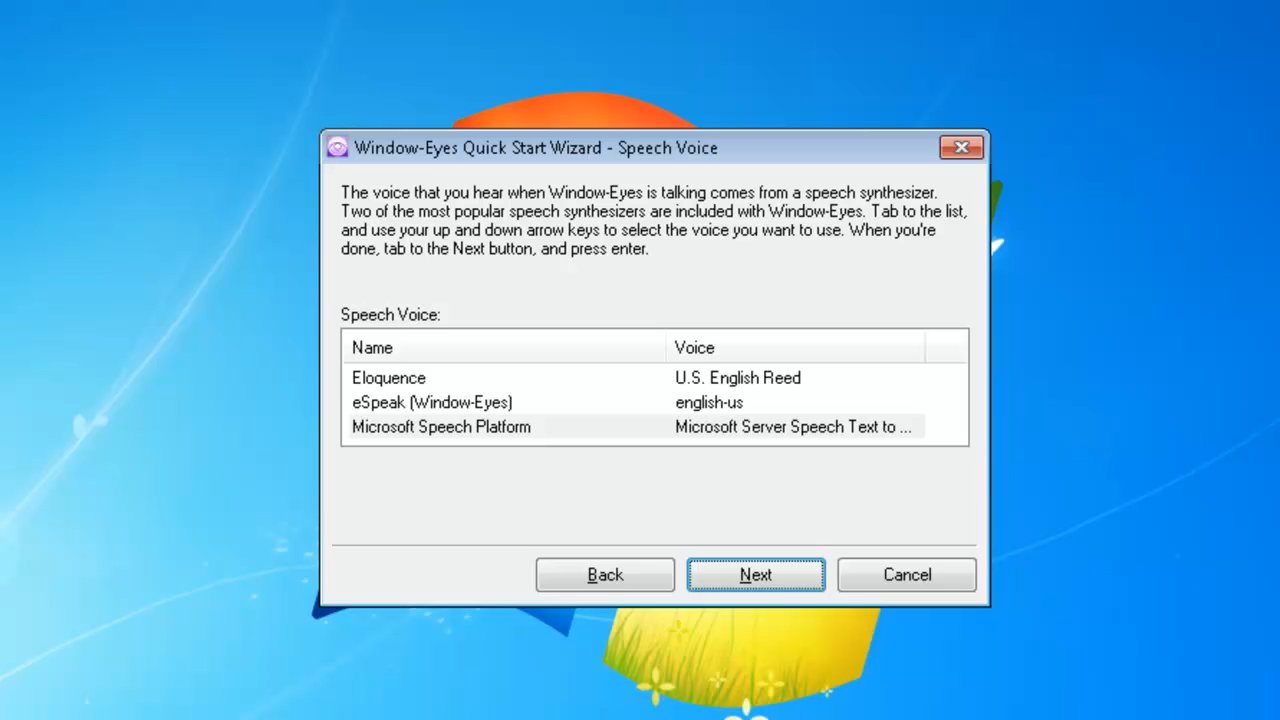 Window-Eyes Quick Start Wizard - Speech Voice
The voice that you hear when Window-Eyes is talking comes from a speech synthesizer.
Two of the most popular speech synthesizers are included with Window-Eyes. Tab to the list,
and use your up and down arrow keys to select the voice you want to use. When you're
done, tab to the Next button, and press enter.
Speech Voice:
Name Voice
Eloquence U.S. English Reed
eSpeak (Window-Eyes) english-us
Microsoft Speech Platform Microsoft Server Speech Text to ...
Back Next Cancel